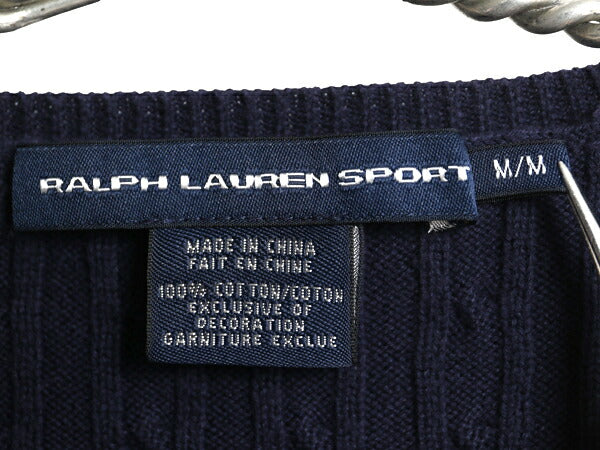 RALPH LAUREN SPORT
M/M
MADE IN CHINA
FAIT EN CHINE
100% COTTON/COTON
EXCLUSIVE OF
DECORATION
GARNITURE EXCLUE